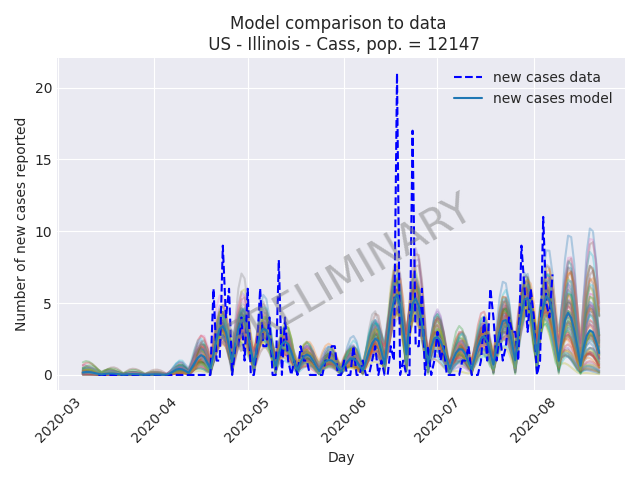 Model comparison to data
US - Illinois - Cass, pop. = 12147
new cases data
new cases model
Number of new cases reported
20
15
10
5
0
PRELIMINARY
2020-03
2020-04
2020-05
2020-06
2020-07
2020-08
Day